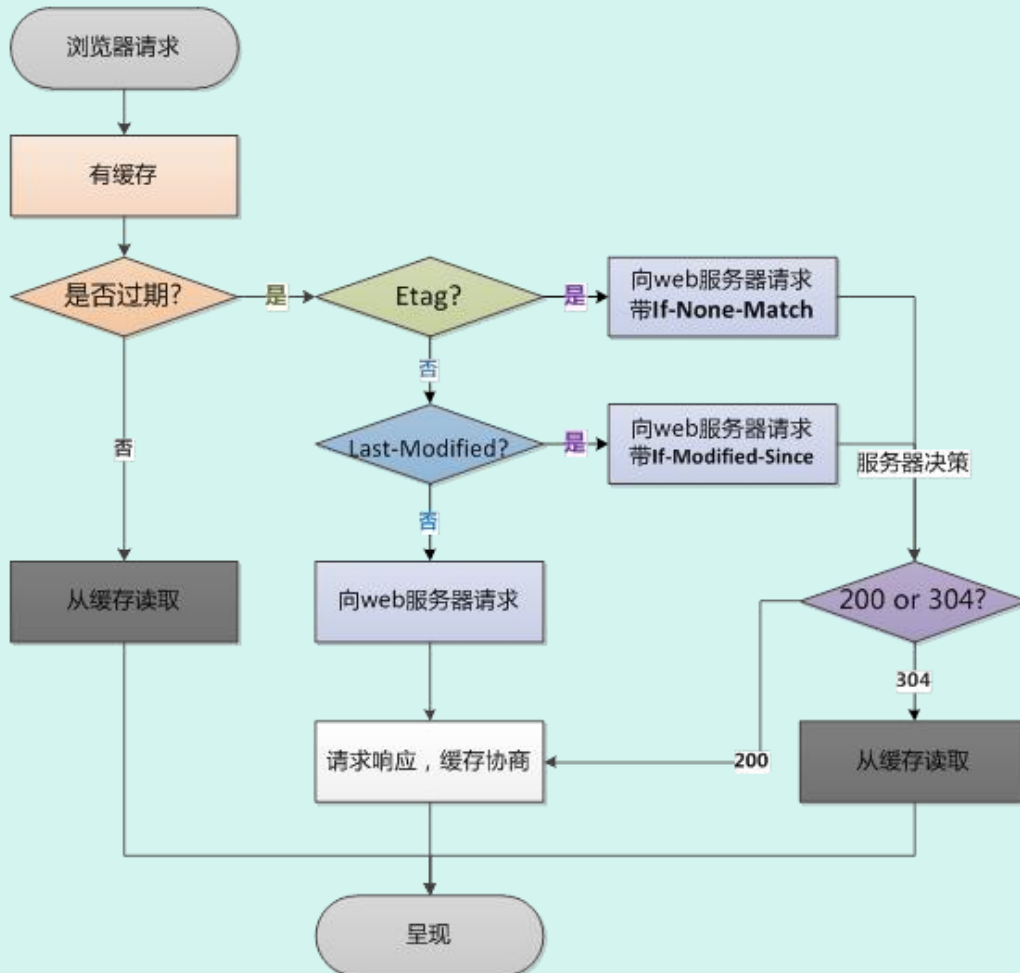 浏览器请求
有缓存
是否过期?
是
Etag?
是
向web服务器请求
带If-None-Match
否
否
Last-Modified?
是
向web服务器请求
带If-Modified-Since
服务器决策
否
从缓存读取
向web服务器请求
200 or 304?
304
请求响应，缓存协商
200
从缓存读取
呈现